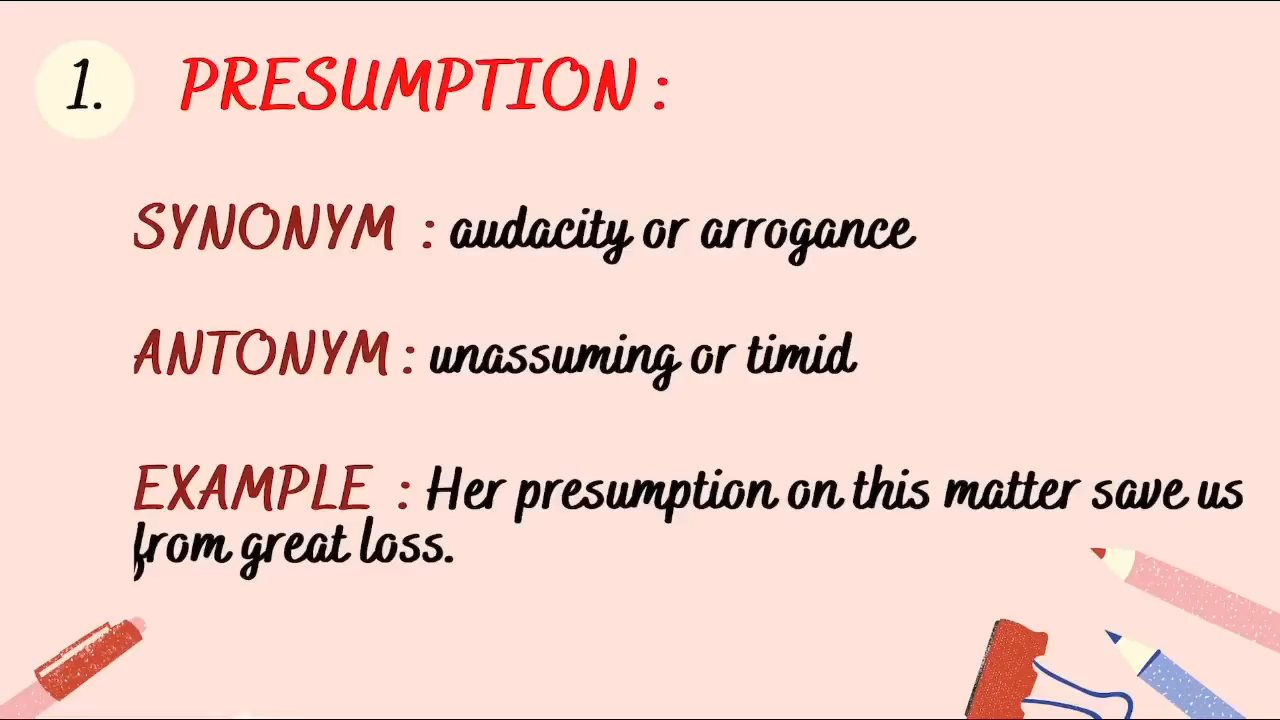 1. PRESUMPTION :
SYNONYM : audacity or arrogance
ANTONYM : unassuming or timid
EXAMPLE : Her presumption on this matter save us
from great loss.